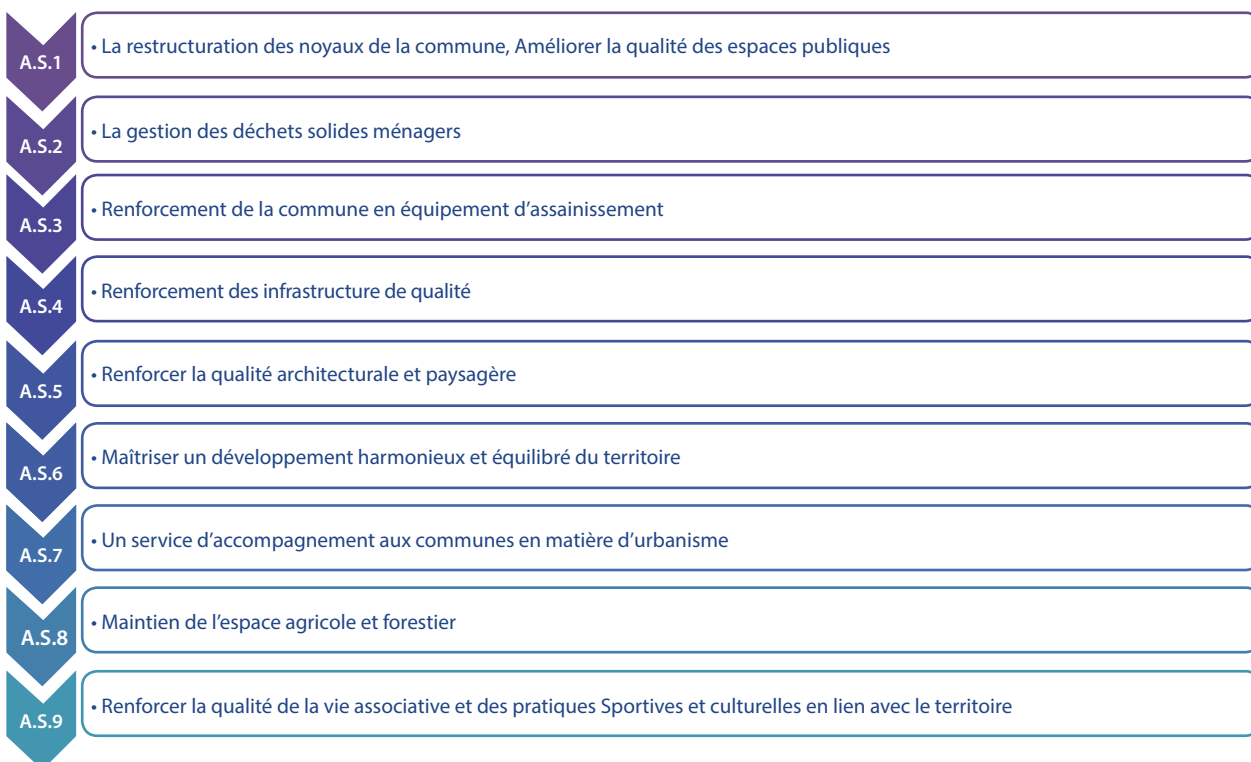 A.S.1
• La restructuration des noyaux de la commune, Améliorer la qualité des espaces publiques
A.S.2
• La gestion des déchets solides ménagers
A.S.3
• Renforcement de la commune en équipement d’assainissement
A.S.4
• Renforcement des infrastructure de qualité
A.S.5
• Renforcer la qualité architecturale et paysagère
A.S.6
• Maîtriser un développement harmonieux et équilibré du territoire
A.S.7
• Un service d’accompagnement aux communes en matière d’urbanisme
A.S.8
• Maintien de l’espace agricole et forestier
A.S.9
• Renforcer la qualité de la vie associative et des pratiques Sportives et culturelles en lien avec le territoire